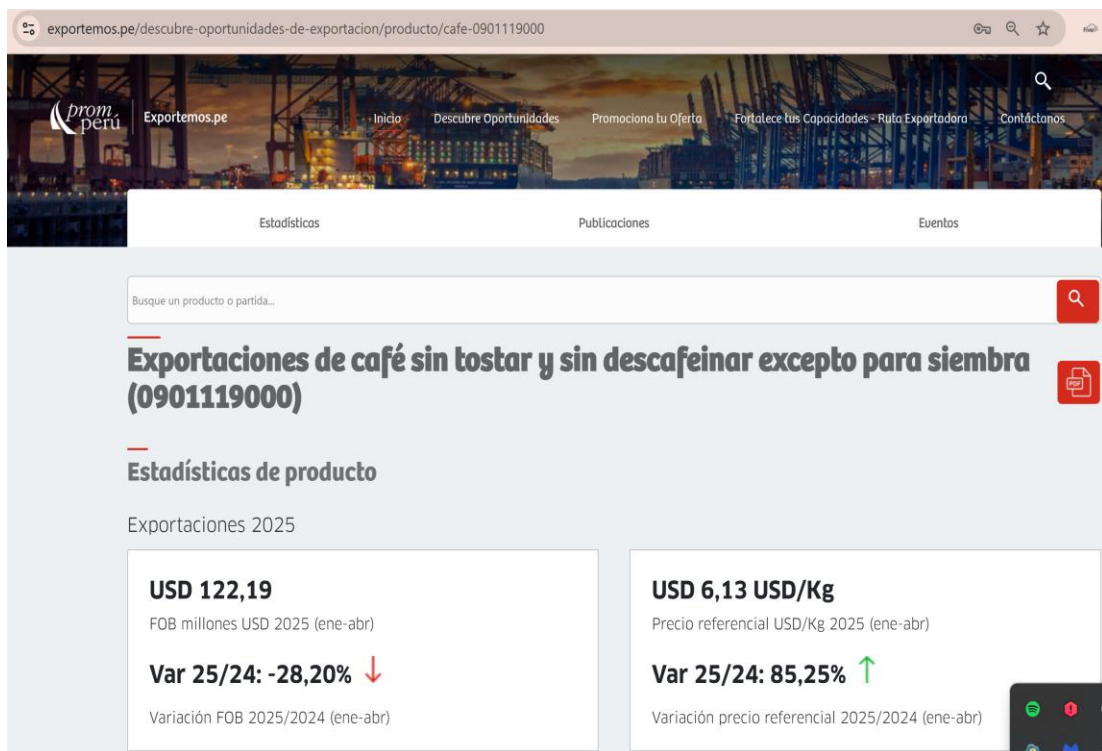 exportemos.pe/descubre-oportunidades-de-exportacion/producto/cafe-0901119000
prom
perú
Exportemos.pe
Inicio
Descubre Oportunidades
Promociona tu Oferta
Fortalece tus Capacidades - Ruta Exportadora
Contáctanos
Estadísticas
Publicaciones
Eventos
Busque un producto o partida...
Exportaciones de café sin tostar y sin descafeinar excepto para siembra
(0901119000)
PDF
Estadísticas de producto
Exportaciones 2025
USD 122,19
FOB millones USD 2025 (ene-abr)
Var 25/24: -28,20% ↓
Variación FOB 2025/2024 (ene-abr)
USD 6,13 USD/Kg
Precio referencial USD/Kg 2025 (ene-abr)
Var 25/24: 85,25% ↑
Variación precio referencial 2025/2024 (ene-abr)